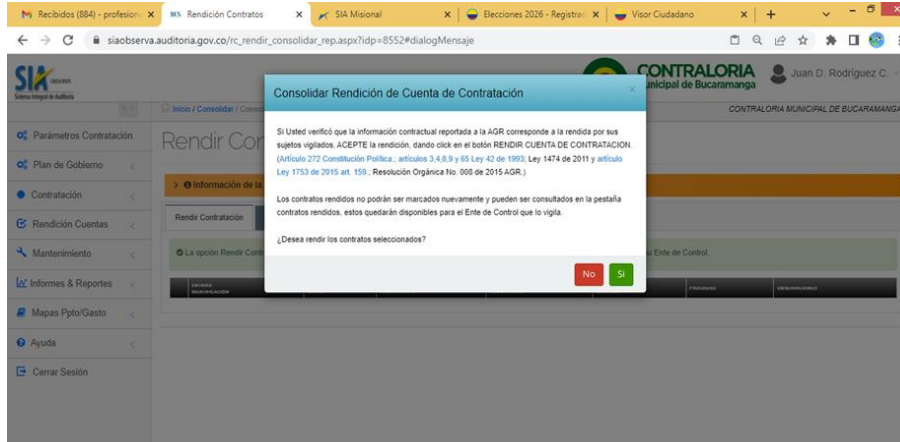 Recibidos (884) - profesion
Rendición Contratos
SIA Misional
Elecciones 2026 - Registrad
Visor Ciudadano
siaobserva.auditoria.gov.co/rc_rendir_consolidar_rep.aspx?idp=8552#dialogMensaje
SIA
Sistema Integral de Auditoría
CONTRALORIA
unicipal de Bucaramanga
Juan D. Rodriguez C.
Inicio / Consolidar /
CONTRALORIA MUNICIPAL DE BUCARAMANGA
Parámetros Contratación
Plan de Gobierno
Contratación
Rendición Cuentas
Mantenimiento
Informes & Reportes
Mapas Ppto/Gasto
Ayuda
Cerrar Sesión
Rendir Con
Información de la
Rendir Contratación
La opción Rendir Contr
su Ente de Control.
Consolidar Rendición de Cuenta de Contratación
Si Usted verificó que la información contractual reportada a la AGR corresponde a la rendida por sus
sujetos vigilados, ACEPTE la rendición, dando click en el botón RENDIR CUENTA DE CONTRATACION.
(Artículo 272 Constitución Política.; artículos 3,4,8,9 y 65 Ley 42 de 1993; Ley 1474 de 2011 y artículo
Ley 1753 de 2015 art. 159.; Resolución Orgánica No. 008 de 2015 AGR.)
Los contratos rendidos no podrán ser marcados nuevamente y pueden ser consultados en la pestaña
contratos rendidos, estos quedarán disponibles para el Ente de Control que lo vigila.
¿Desea rendir los contratos seleccionados?
No
Si